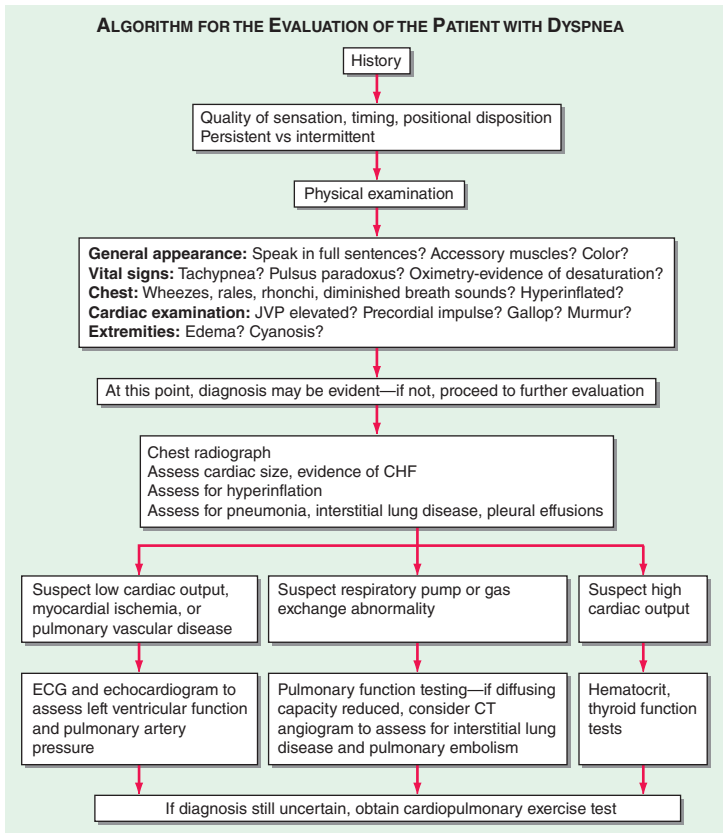 ALGORITHM FOR THE EVALUATION OF THE PATIENT WITH DYSPNEA
History
Quality of sensation, timing, positional disposition
Persistent vs intermittent
Physical examination
General appearance: Speak in full sentences? Accessory muscles? Color?
Vital signs: Tachypnea? Pulsus paradoxus? Oximetry-evidence of desaturation?
Chest: Wheezes, rales, rhonchi, diminished breath sounds? Hyperinflated?
Cardiac examination: JVP elevated? Precordial impulse? Gallop? Murmur?
Extremities: Edema? Cyanosis?
At this point, diagnosis may be evident—if not, proceed to further evaluation
Chest radiograph
Assess cardiac size, evidence of CHF
Assess for hyperinflation
Assess for pneumonia, interstitial lung disease, pleural effusions
Suspect low cardiac output,
myocardial ischemia, or
pulmonary vascular disease
Suspect respiratory pump or gas
exchange abnormality
Suspect high
cardiac output
ECG and echocardiogram to
assess left ventricular function
and pulmonary artery
pressure
Pulmonary function testing—if diffusing
capacity reduced, consider CT
angiogram to assess for interstitial lung
disease and pulmonary embolism
Hematocrit,
thyroid function
tests
If diagnosis still uncertain, obtain cardiopulmonary exercise test